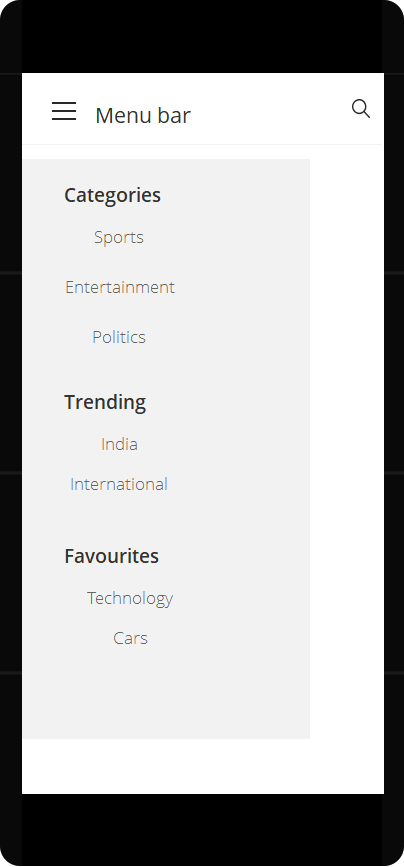 Menu bar
Categories
Sports
Entertainment
Politics
Trending
India
International
Favourites
Technology
Cars